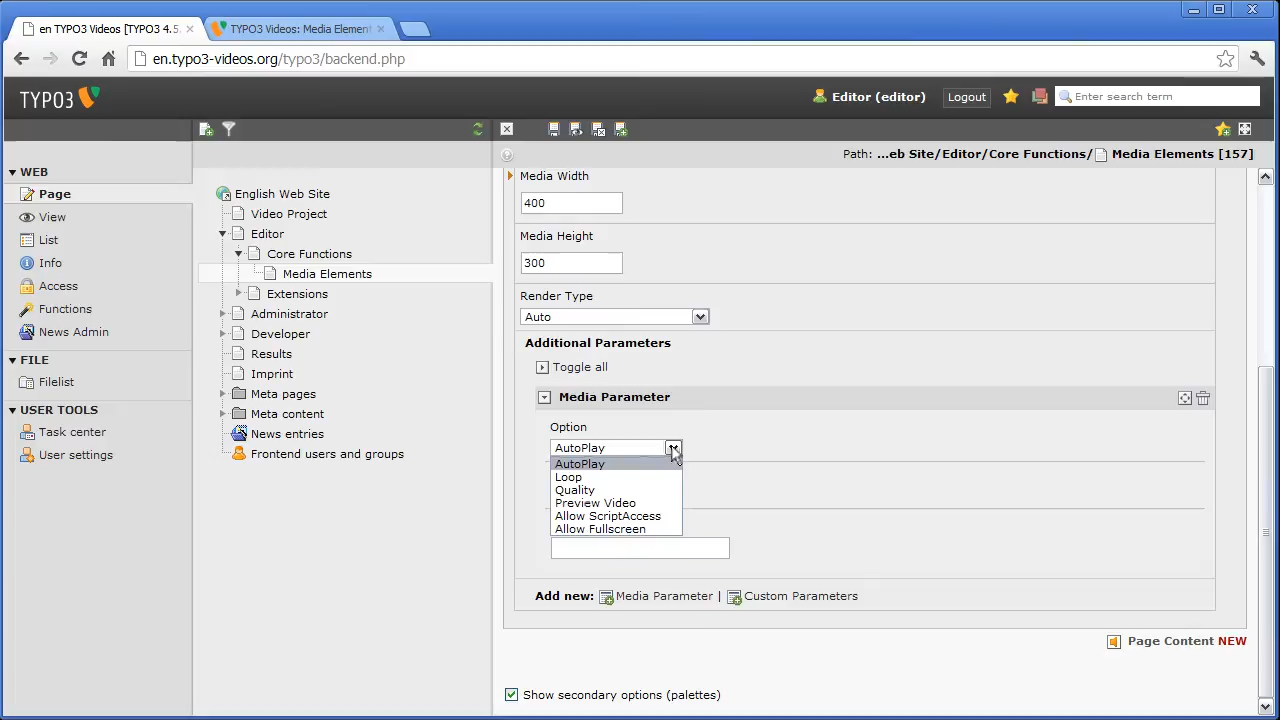 en TYPO3 Videos [TYPO3 4.5.
TYPO3 Videos: Media Element
en.typo3-videos.org/typo3/backend.php
TYPO3
Editor (editor)
Logout
Enter search term
Path: ...eb Site/Editor/Core Functions/ Media Elements [157]
WEB
Page
View
List
Info
Access
Functions
News Admin
FILE
Filelist
USER TOOLS
Task center
User settings
English Web Site
Video Project
Editor
Core Functions
Media Elements
Extensions
Administrator
Developer
Results
Imprint
Meta pages
Meta content
News entries
Frontend users and groups
Media Width
400
Media Height
300
Render Type
Auto
Additional Parameters
Toggle all
Media Parameter
Option
AutoPlay
AutoPlay
Loop
Quality
Preview Video
Allow ScriptAccess
Allow Fullscreen
Add new: Media Parameter | Custom Parameters
Page Content NEW
Show secondary options (palettes)